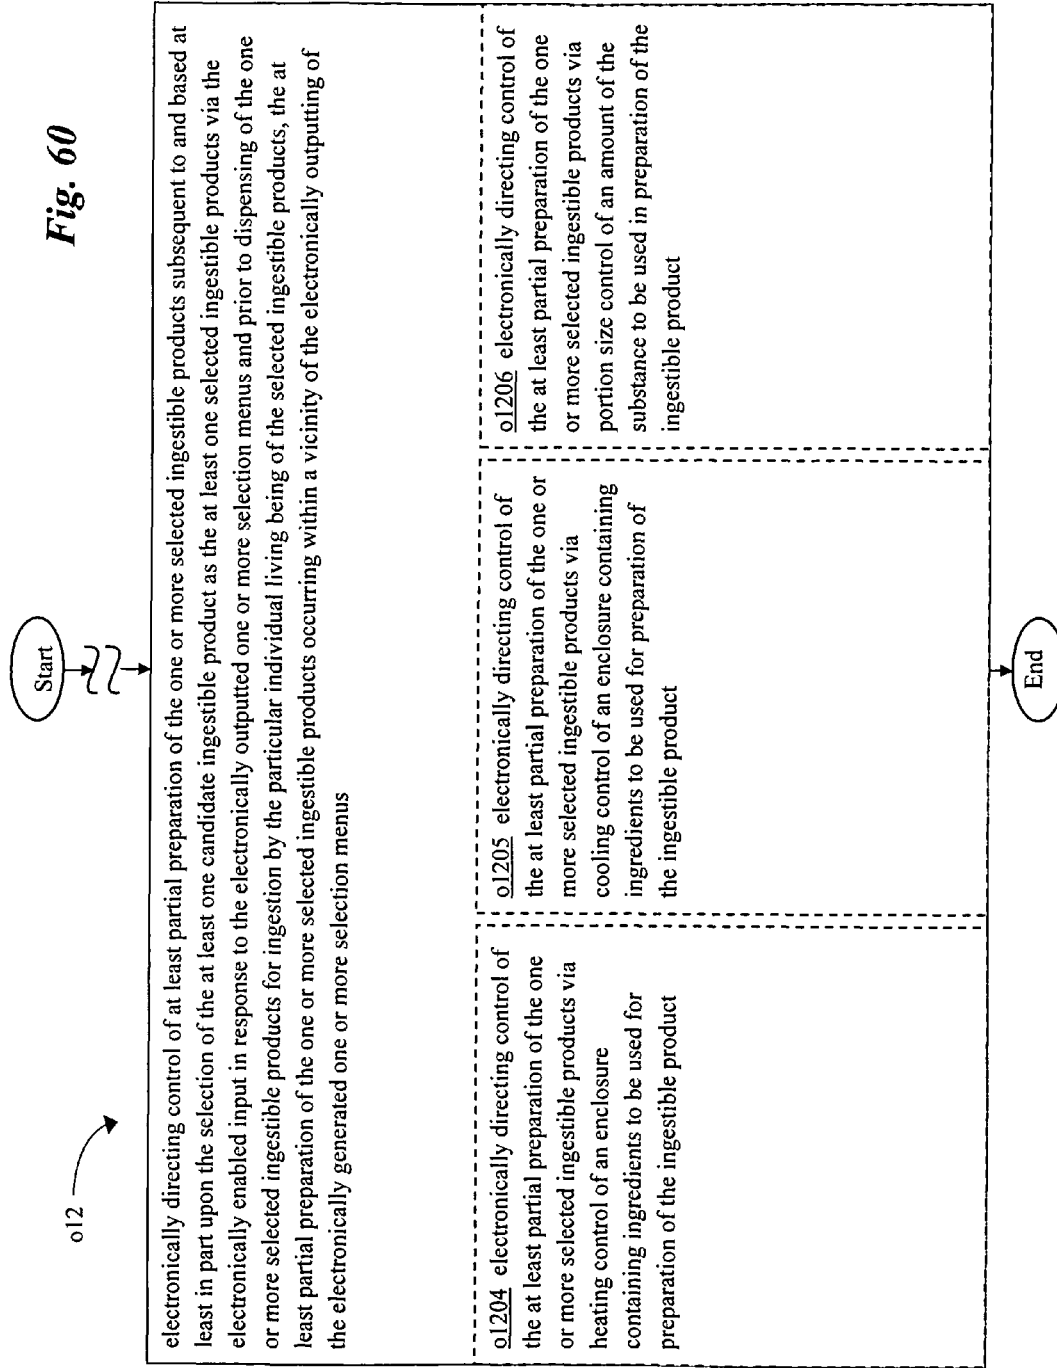 Fig. 60
Start
o12
electronically directing control of at least partial preparation of the one or more selected ingestible products subsequent to and based at
least in part upon the selection of the at least one candidate ingestible product as the at least one selected ingestible products via the
electronically enabled input in response to the electronically outputted one or more selection menus and prior to dispensing of the one
or more selected ingestible products for ingestion by the particular individual living being of the selected ingestible products, the at
least partial preparation of the one or more selected ingestible products occurring within a vicinity of the electronically outputing of
the electronically generated one or more selection menus
o1204 electronically directing control of
the at least partial preparation of the one
or more selected ingestible products via
heating control of an enclosure
containing ingredients to be used for
preparation of the ingestible product
o1205 electronically directing control of
the at least partial preparation of the one or
more selected ingestible products via
cooling control of an enclosure containing
ingredients to be used for preparation of
the ingestible product
o1206 electronically directing control of
the at least partial preparation of the one
or more selected ingestible products via
portion size control of an amount of the
substance to be used in preparation of the
ingestible product
End